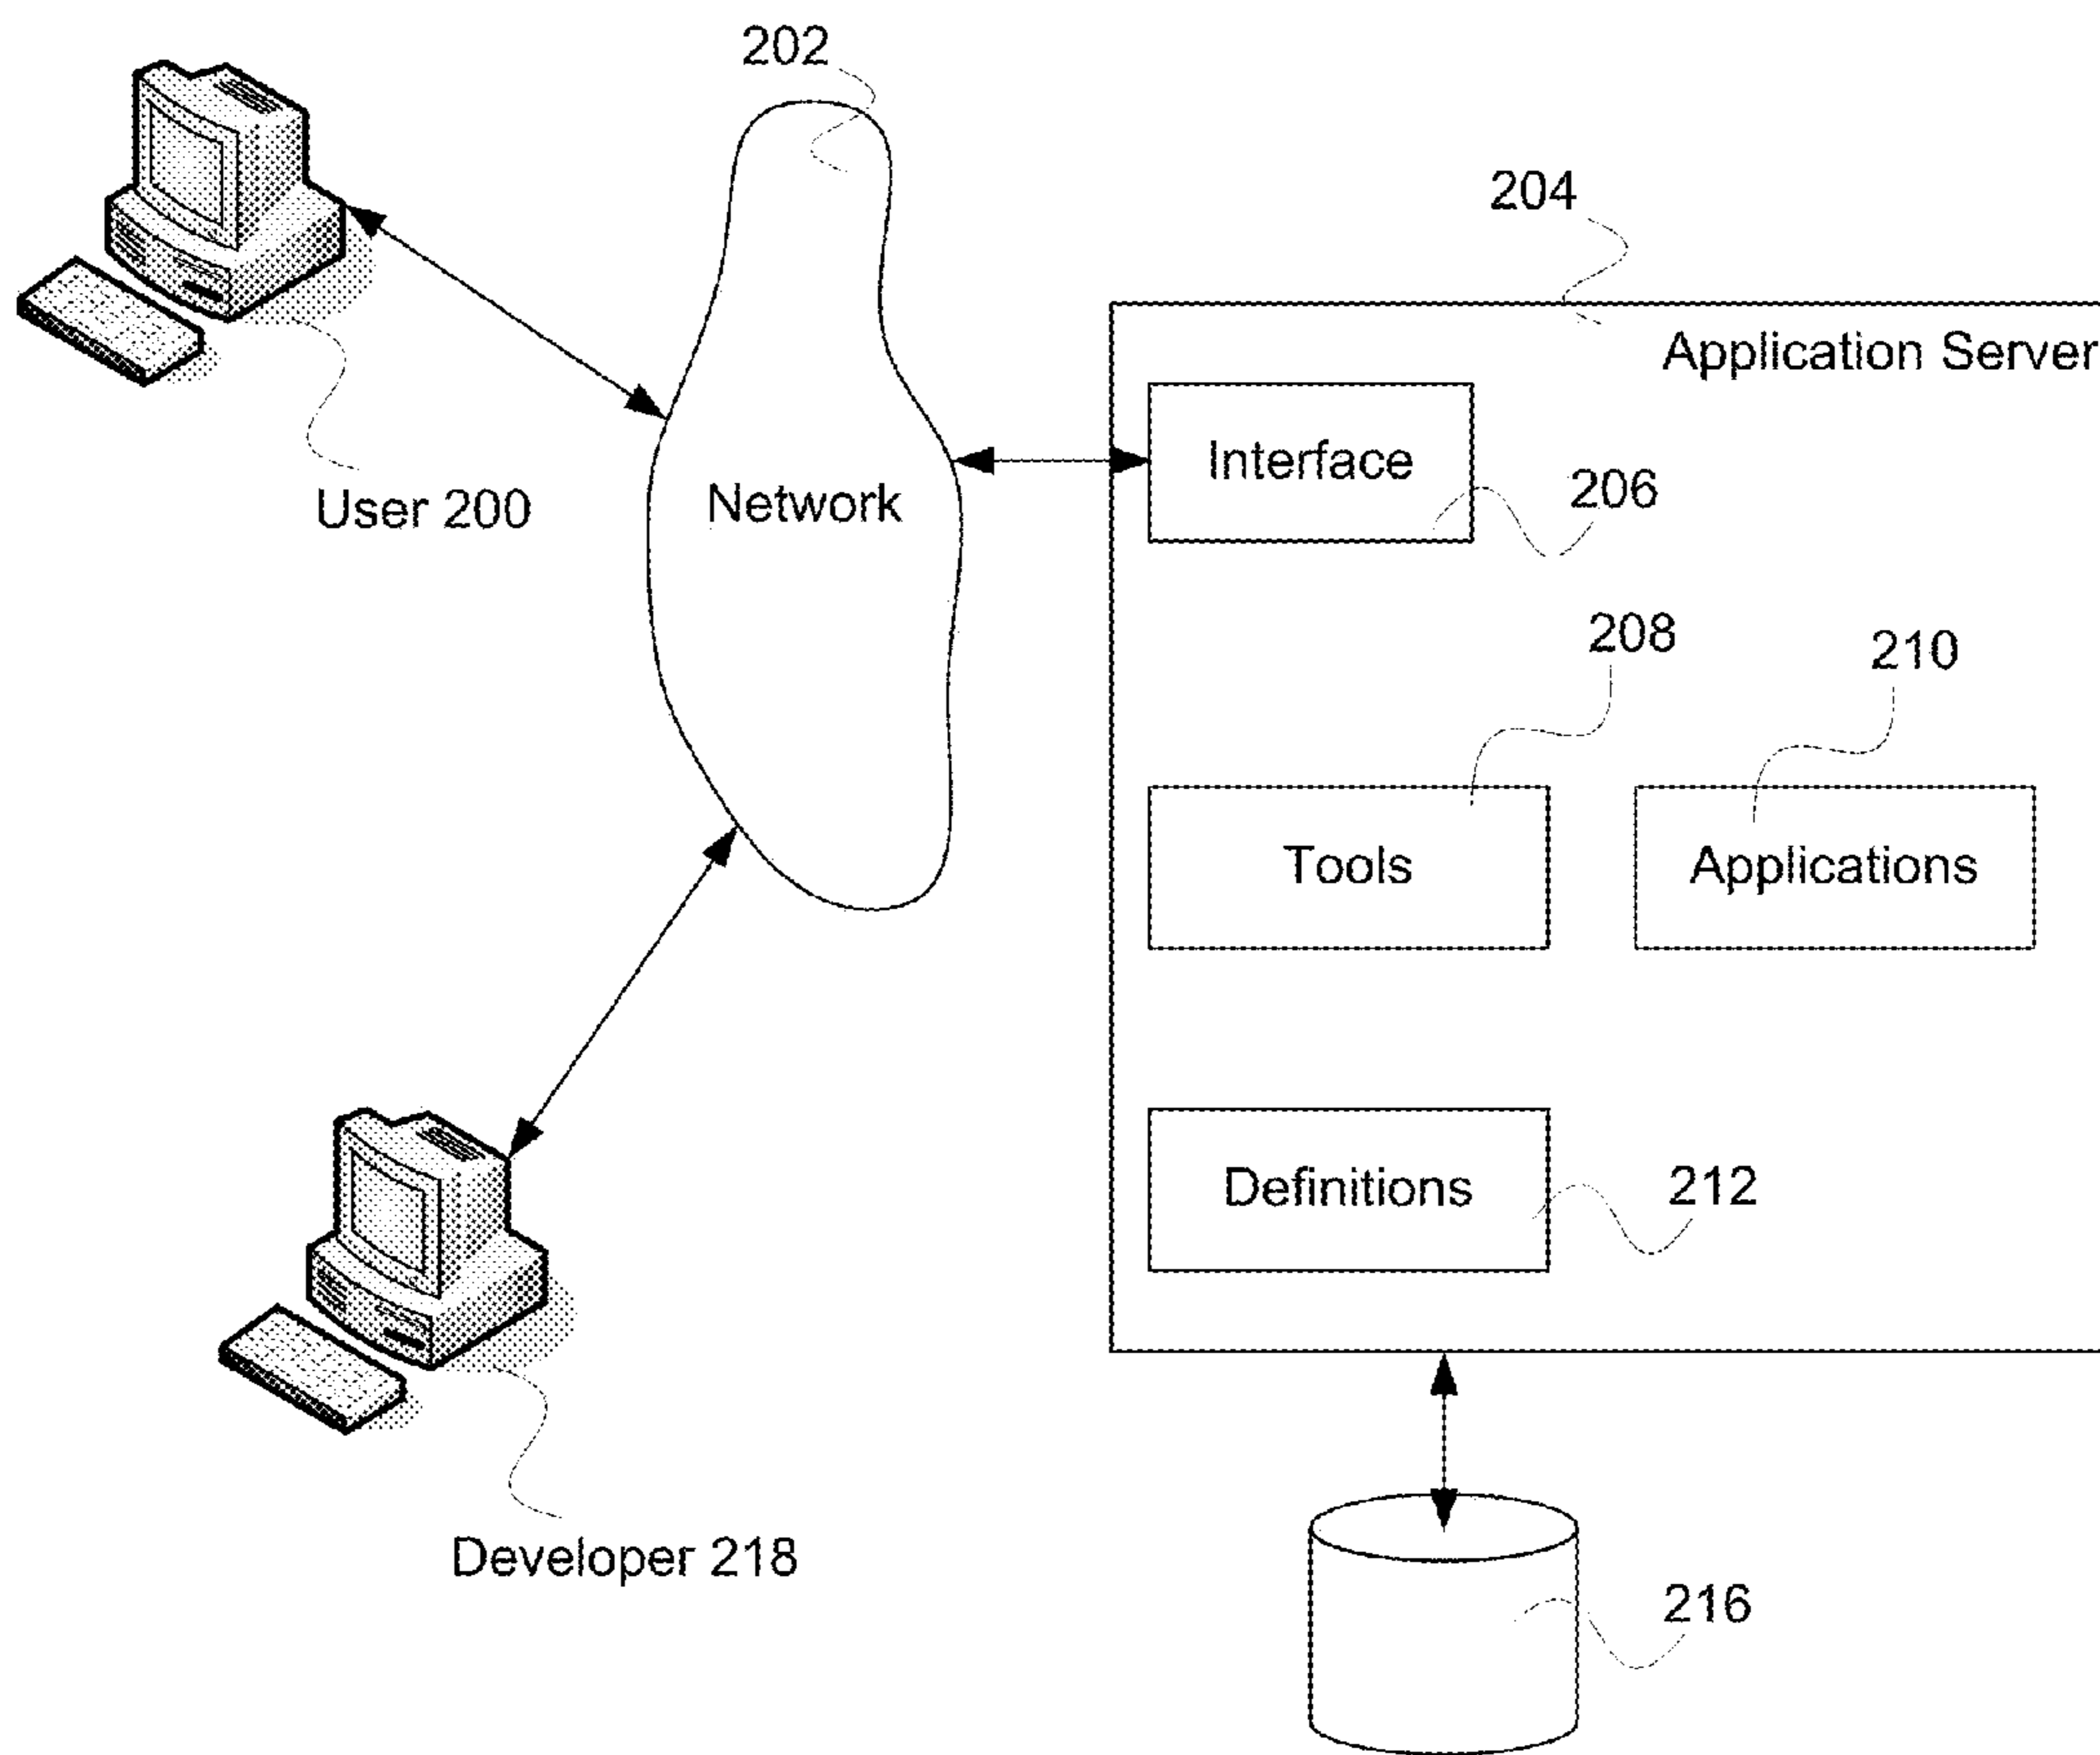 202
204
Application Server
Interface
206
User 200
Network
208
210
Tools
Applications
Definitions
212
Developer 218
216